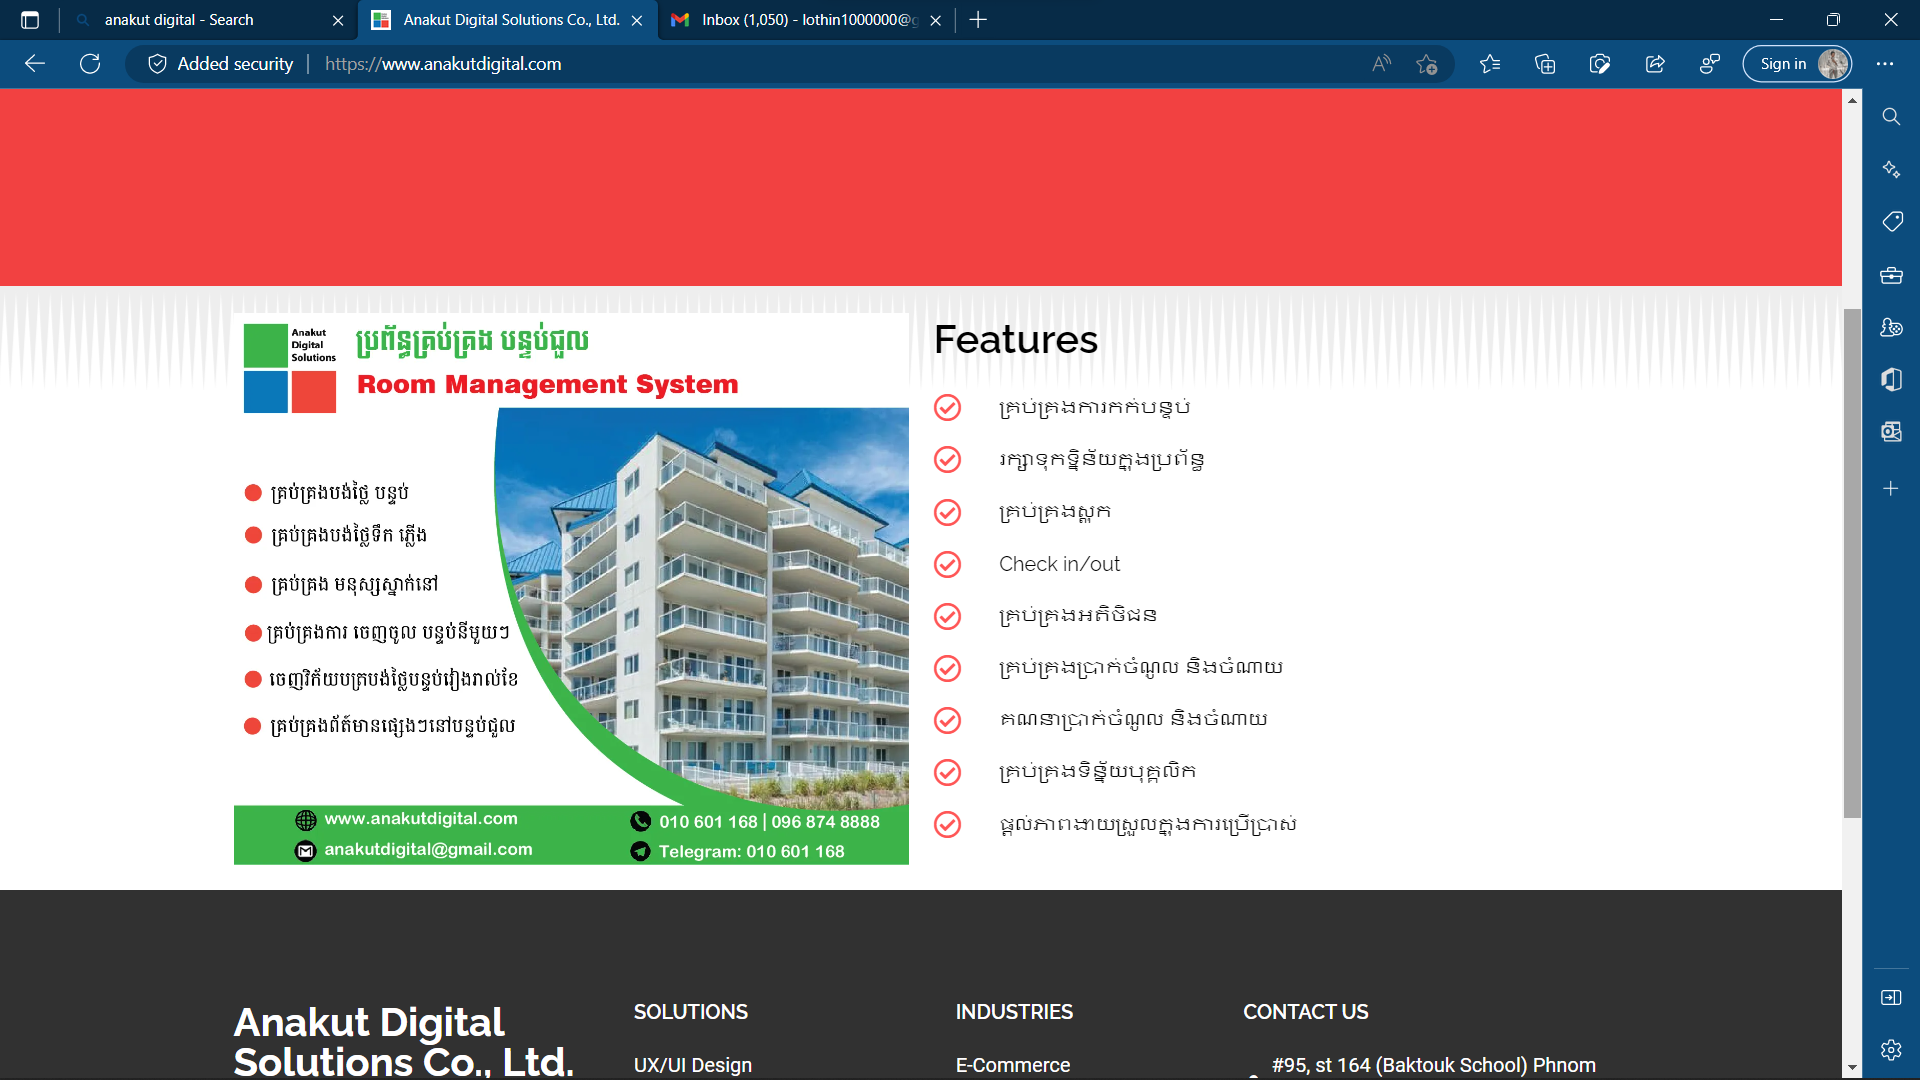 anakut digital - Search
Anakut Digital Solutions Co., Ltd.
Inbox (1,050) - lothin1000000@g
Added security
https://www.anakutdigital.com
Sign in
Anakut
Digital
Solutions
ប្រព័ន្ធគ្រប់គ្រង បន្ទប់ជួល
Room Management System
គ្រប់គ្រងបង់ថ្លៃ បន្ទប់
គ្រប់គ្រងបង់ថ្លៃទឹក ភ្លើង
គ្រប់គ្រង មនុស្សស្នាក់នៅ
គ្រប់គ្រងការ ចេញចូល បន្ទប់នីមួយៗ
ចេញវិក័យបត្របង់ថ្លៃបន្ទប់រៀងរាល់ខែ
គ្រប់គ្រងព័ត៍មានផ្សេងៗនៅបន្ទប់ជួល
www.anakutdigital.com
010 601 168 | 096 874 8888
anakutdigital@gmail.com
Telegram: 010 601 168
Features
គ្រប់គ្រងការកក់បន្ទប់
រក្សាទុកទិន្និន័យក្នុងប្រព័ន្ធ
គ្រប់គ្រងស្តុក
Check in/out
គ្រប់គ្រងអតិថិជន
គ្រប់គ្រងប្រាក់ចំណូល និងចំណាយ
គណនាប្រាក់ចំណូល និងចំណាយ
គ្រប់គ្រងទិន្ន័យបុគ្គលិក
ផ្តល់ភាពងាយស្រួលក្នុងការប្រើប្រាស់
Anakut Digital
Solutions Co., Ltd.
SOLUTIONS
UX/UI Design
INDUSTRIES
E-Commerce
CONTACT US
#95, st 164 (Baktouk School) Phnom